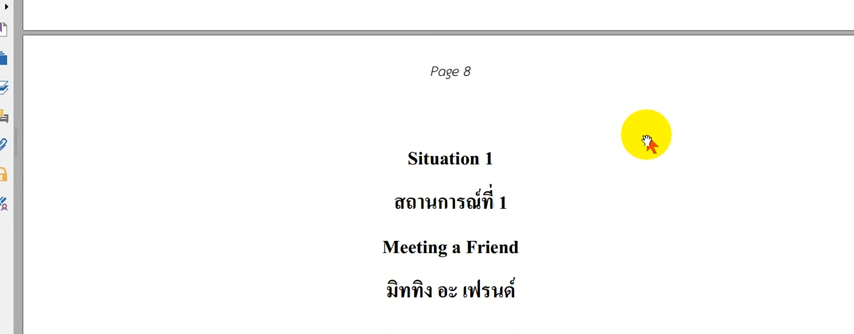 Page 8
Situation 1
สถานการณ์ที่ 1
Meeting a Friend
มิททิง อะ เฟรนด์